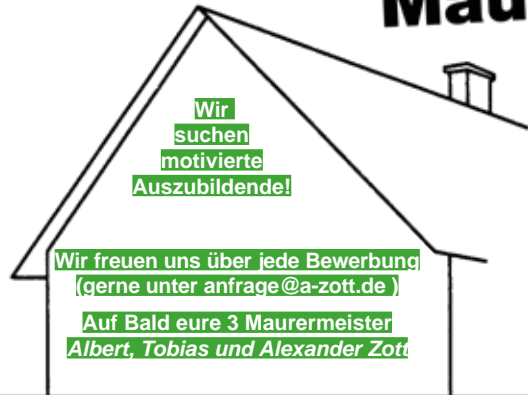 Mau
Wir
suchen
motivierte
Auszubildende!
Wir freuen uns über jede Bewerbung
(gerne unter anfrage@a-zott.de )
Auf Bald eure 3 Maurermeister
Albert, Tobias und Alexander Zott